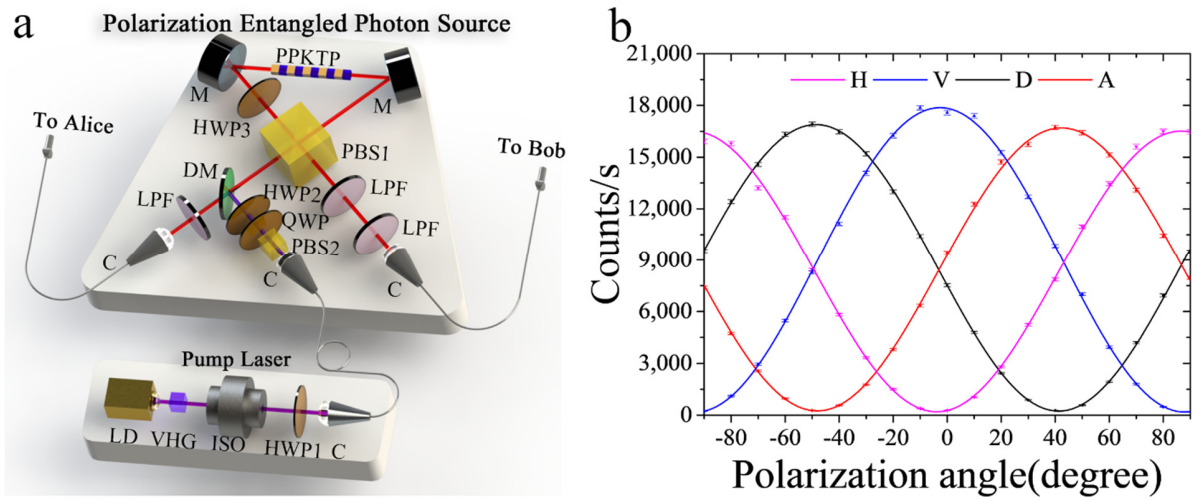 a
Polarization Entangled Photon Source
PPKTP
M
M
HWP3
To Alice
To Bob
PBS1
DM
HWP2
LPF
LPF
QWP
LPF
PBS2
C
C
C
Pump Laser
LD
VHG
ISO
HWP1
C
b
21,000
H
V
D
A
18,000
15,000
12,000
9,000
6,000
3,000
0
Counts/s
-80
-60
-40
-20
0
20
40
60
80
Polarization angle(degree)